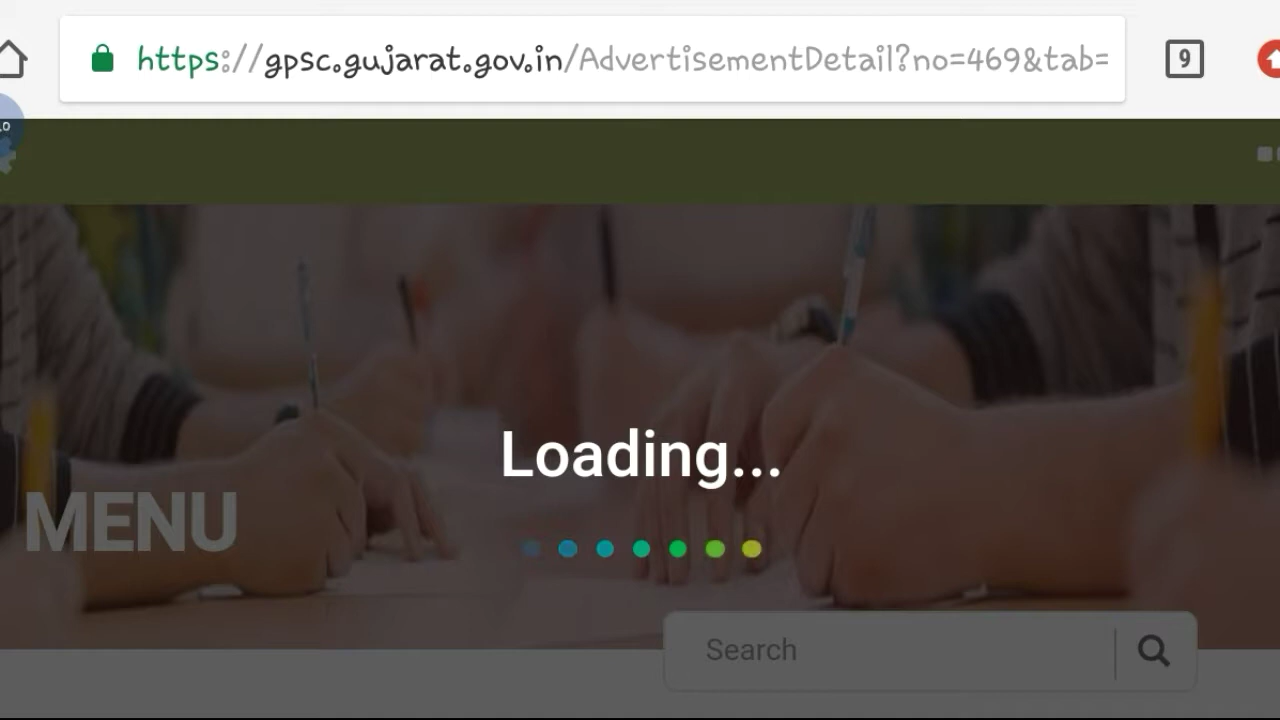 https://gpsc.gujarat.gov.in/AdvertisementDetail?no=469&tab=
9
Loading...
MENU
Search